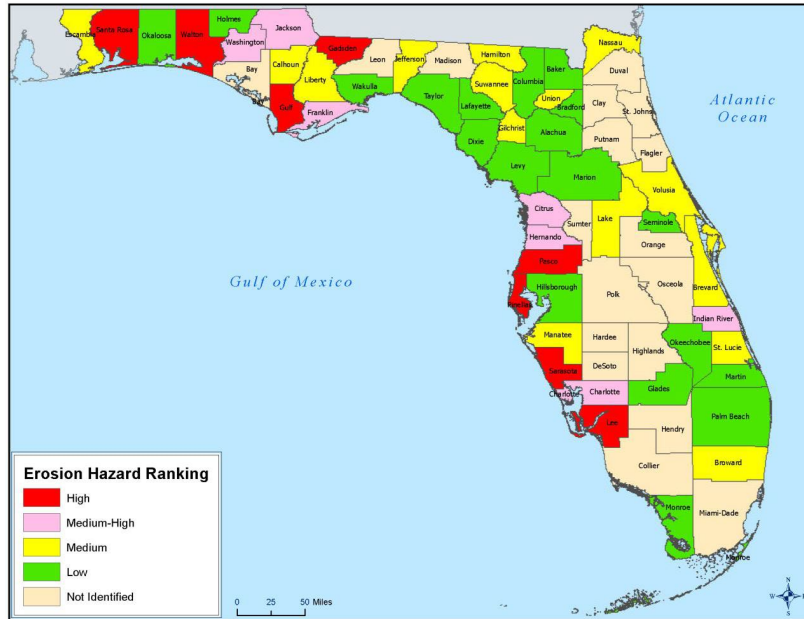 Holmes
Jackson
Santa Rosa
Okaloosa
Walton
Escambia
Washington
Gadsden
Nassau
Hamilton
Jefferson
Madison
Leon
Calhoun
Bay
Liberty
Baker
Duval
Columbia
Suwannee
Wakulla
Taylor
Union
Bradford
Clay
St. Johns
Atlantic
Ocean
Bay
Gulf
Franklin
Lafayette
Gilchrist
Alachua
Putnam
Dixie
Flagler
Levy
Marion
Volusia
Citrus
Lake
Sumter
Seminole
Hernando
Orange
Pasco
Gulf of Mexico
Hillsborough
Osceola
Brevard
Polk
Pinellas
Indian River
Manatee
Hardee
Okeechobee
St. Lucie
Highlands
Sarasota
DeSoto
Martin
Charlotte
Charlotte
Glades
Palm Beach
Lee
Hendry
Collier
Broward
Erosion Hazard Ranking
High
Medium-High
Medium
Low
Not Identified
Monroe
Miami-Dade
Monroe
0 25 50 Miles
N
W
E
S